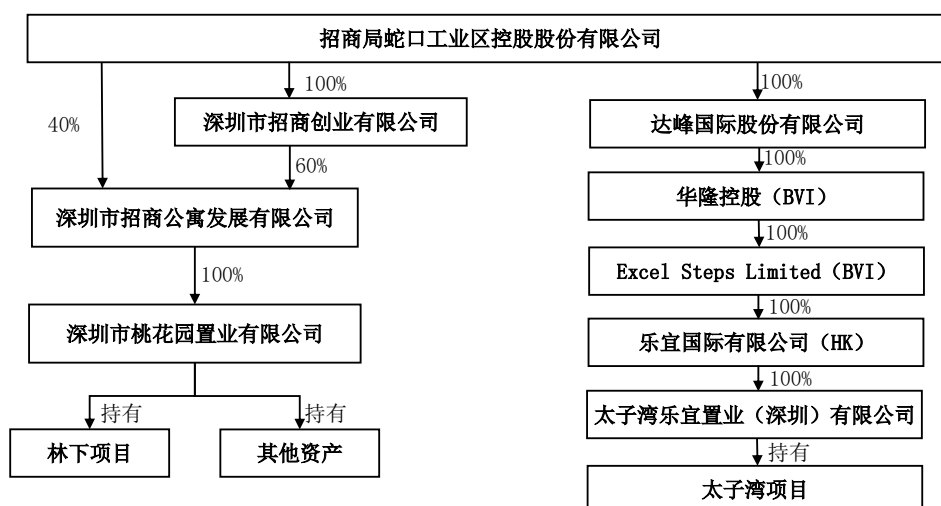 招商局蛇口工业区控股股份有限公司
100%
100%
40%
深圳市招商创业有限公司
达峰国际股份有限公司
60%
100%
深圳市招商公寓发展有限公司
华隆控股（BVI）
100%
100%
Excel Steps Limited（BVI）
100%
深圳市桃花园置业有限公司
乐宜国际有限公司（HK）
100%
持有
持有
太子湾乐宜置业（深圳）有限公司
林下项目
其他资产
持有
太子湾项目